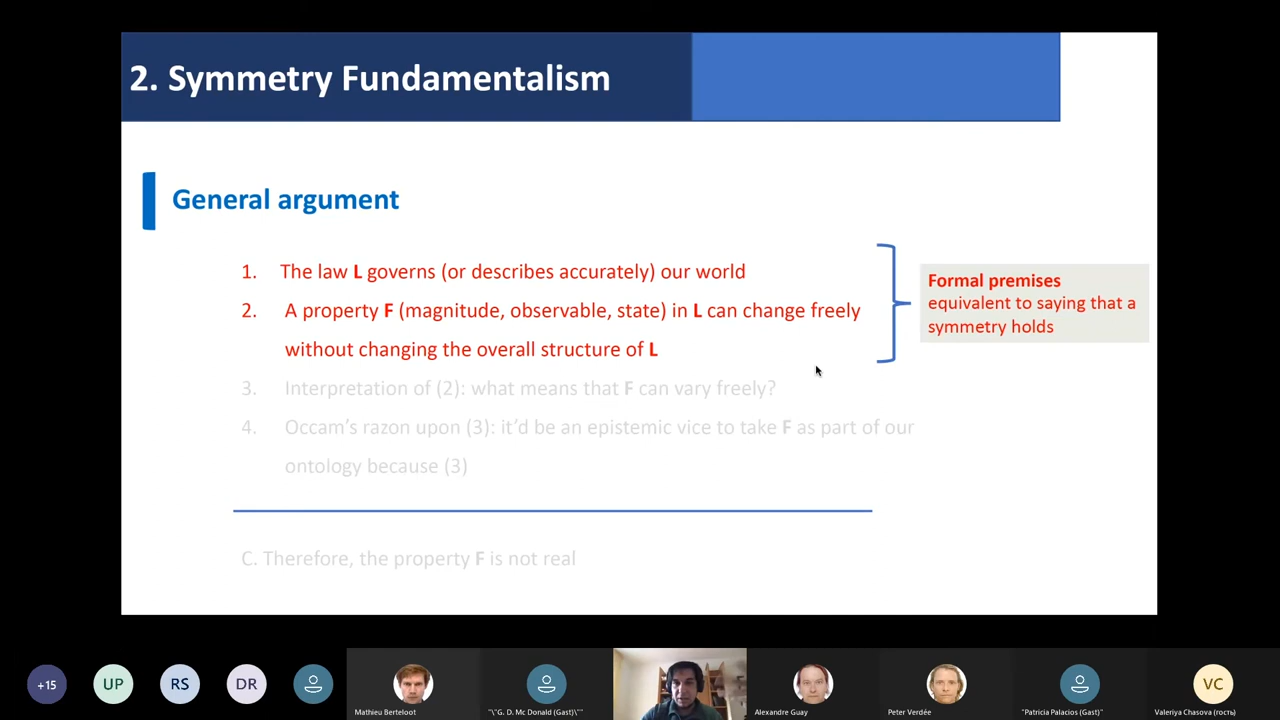 2. Symmetry Fundamentalism
General argument
1. The law L governs (or describes accurately) our world
2. A property F (magnitude, observable, state) in L can change freely
without changing the overall structure of L
Formal premises
equivalent to saying that a
symmetry holds
3. Interpretation of (2): what means that F can vary freely?
4. Occam's razon upon (3): it'd be an epistemic vice to take F as part of our
ontology because (3)
C. Therefore, the property F is not real
+15
UP
RS
DR
VC
Mathieu Berteloot
"\"G. D. Mc Donald (Gast)\""
Alexandre Guay
Peter Verdée
"Patricia Palacios (Gast)"
Valeriya Chasova (гость)